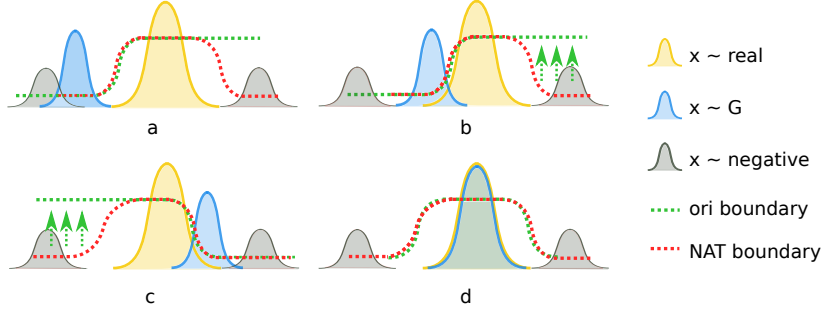 a
b
c
d
x ~ real
x ~ G
x ~ negative
ori boundary
NAT boundary